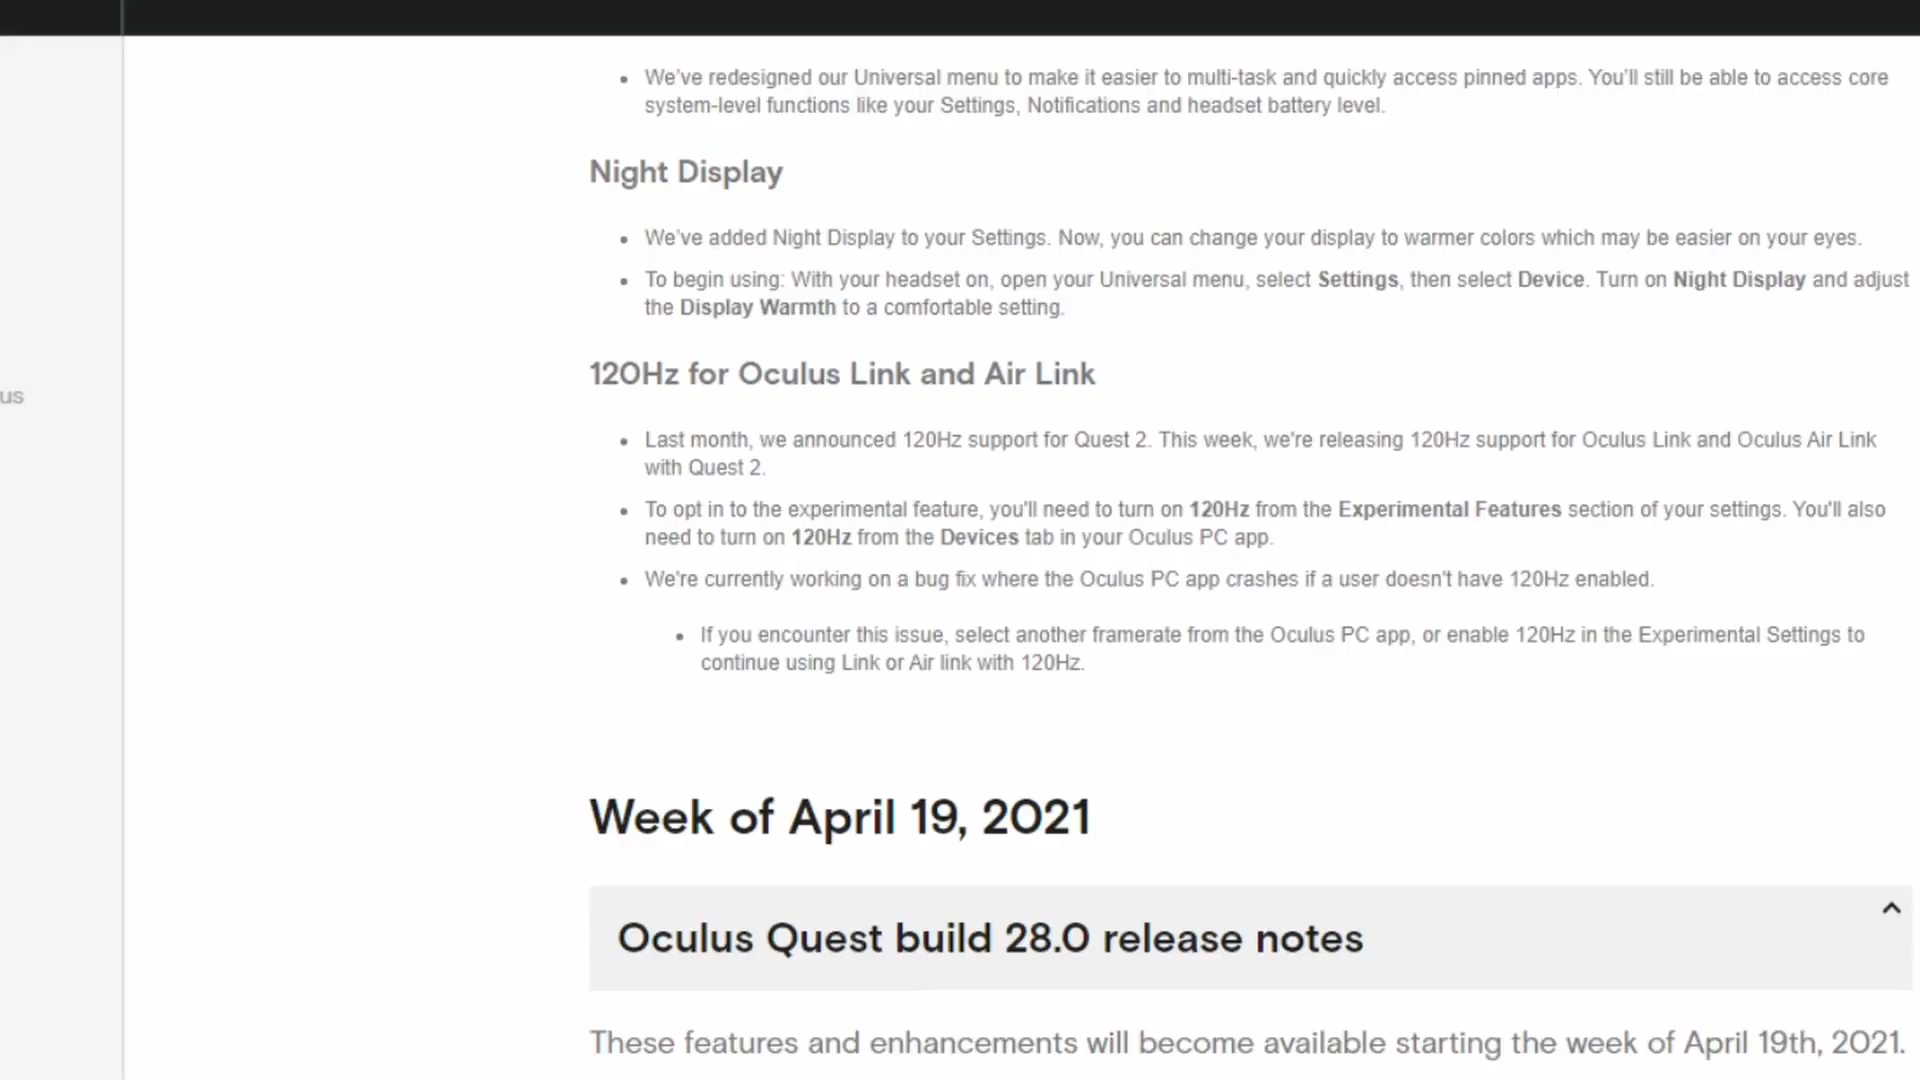 We've redesigned our Universal menu to make it easier to multi-task and quickly access pinned apps. You'll still be able to access core
system-level functions like your Settings, Notifications and headset battery level.
Night Display
We've added Night Display to your Settings. Now, you can change your display to warmer colors which may be easier on your eyes.
To begin using: With your headset on, open your Universal menu, select Settings, then select Device. Turn on Night Display and adjust
the Display Warmth to a comfortable setting.
120Hz for Oculus Link and Air Link
us
Last month, we announced 120Hz support for Quest 2. This week, we're releasing 120Hz support for Oculus Link and Oculus Air Link
with Quest 2.
To opt in to the experimental feature, you'll need to turn on 120Hz from the Experimental Features section of your settings. You'll also
need to turn on 120Hz from the Devices tab in your Oculus PC app.
We're currently working on a bug fix where the Oculus PC app crashes if a user doesn't have 120Hz enabled.
If you encounter this issue, select another framerate from the Oculus PC app, or enable 120Hz in the Experimental Settings to
continue using Link or Air link with 120Hz.
Week of April 19, 2021
Oculus Quest build 28.0 release notes
These features and enhancements will become available starting the week of April 19th, 2021.